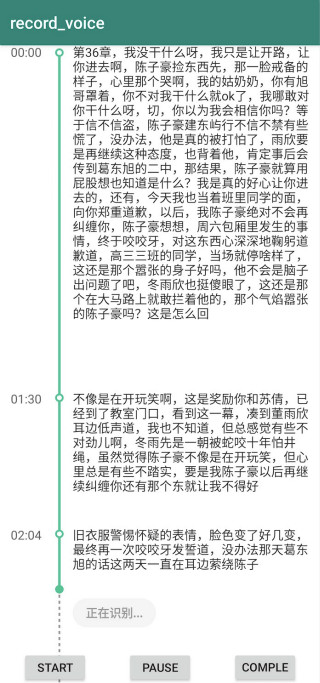 record_voice
00:00
第36章，我没干什么呀，我只是让开路，让
你进去啊，陈子豪捡东西先，那一脸戒备的
样子，心里那个哭啊，我的姑奶奶，你有旭
哥罩着，你不对我干什么就ok了，我哪敢对
你干什么呀，切，你以为我会相信你吗？等
于信不信盗，陈子豪建东屿行不信不禁有些
慌了，没办法，他是真的被打怕了，雨欣要
是再继续这种态度，也背着他，肯定事后会
传到葛东旭的二中，那结果，陈子豪就算用
屁股想也知道是什么？我是真的好心让你进
去的，还有，今天我也当着班里同学的面，
向你郑重道歉，以后，我陈子豪绝对不会再
纠缠你，陈子豪想想，周六包厢里发生的事
情，终于咬咬牙，对这东西心深深地鞠躬道
歉道，高三三班的同学，当场就停啥样了，
这还是那个嚣张的身子好吗，他不会是脑子
出问题了吧，冬雨欣也挺傻眼了，这还是那
个在大马路上就敢拦着他的，那个气焰嚣张
的陈子豪吗？这是怎么回
01:30
不像是在开玩笑啊，这是奖励你和苏倩，已
经到了教室门口，看到这一幕，凑到董雨欣
耳边低声道，我也不知道，但总感觉有些不
对劲儿啊，冬雨先是一朝被蛇咬十年怕井
绳，虽然觉得陈子豪不像是在开玩笑，但心
里总是有些不踏实，要是我陈子豪以后再继
续纠缠你还有那个东就让我不得好
02:04
旧衣服警惕怀疑的表情，脸色变了好几变，
最终再一次咬咬牙发誓道，没办法那天葛东
旭的话这两天一直在耳边萦绕陈子
正在识别...
START
PAUSE
COMPLE